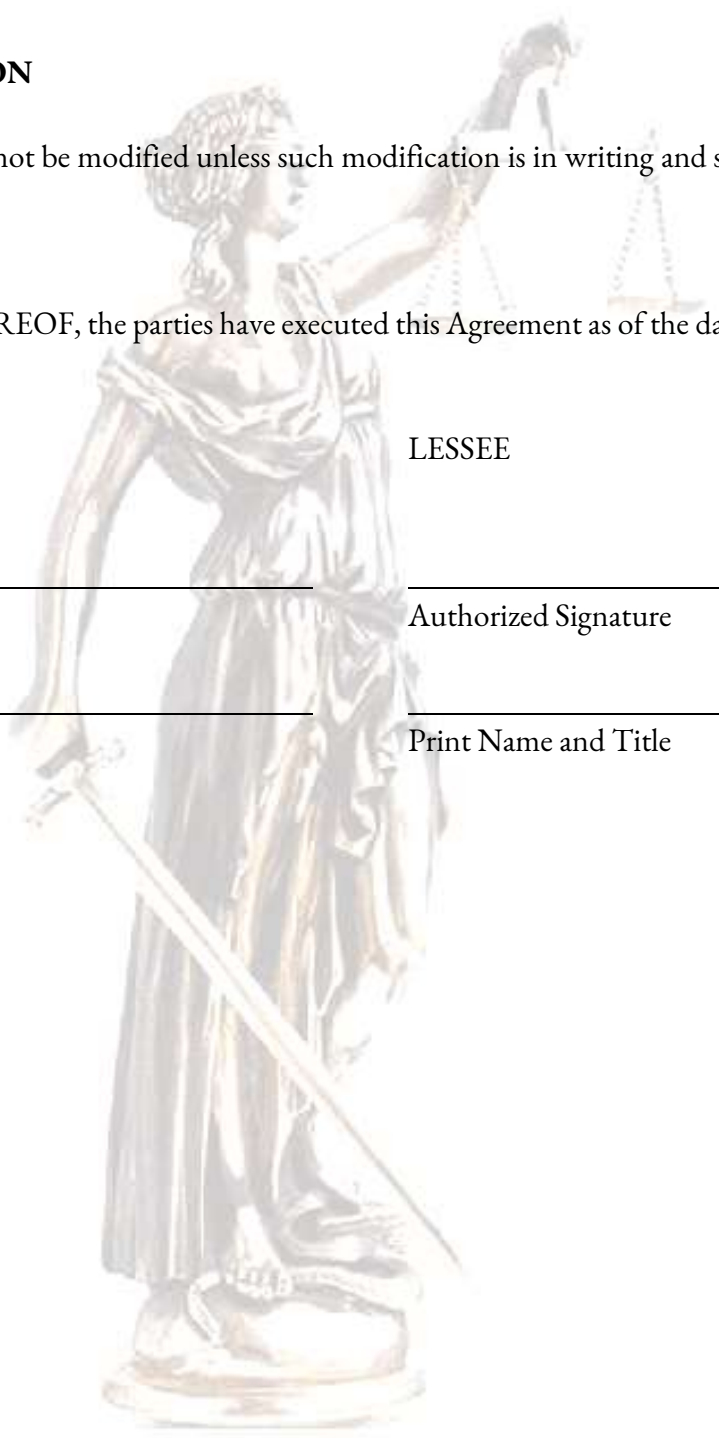 ON
not be modified unless such modification is in writing and s
REOF, the parties have executed this Agreement as of the da
LESSEE
Authorized Signature
Print Name and Title